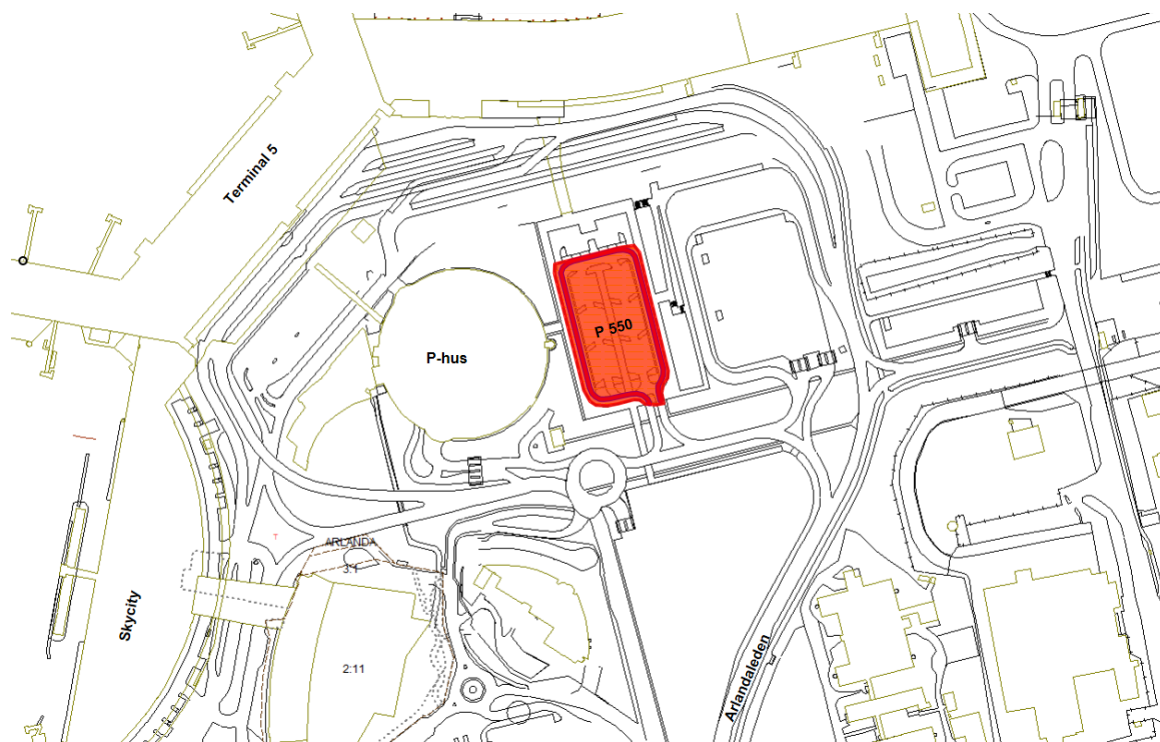 Terminal 5
P 550
P-hus
T
ARLANDA
3:1
Skycity
2:11
Arlandaleden